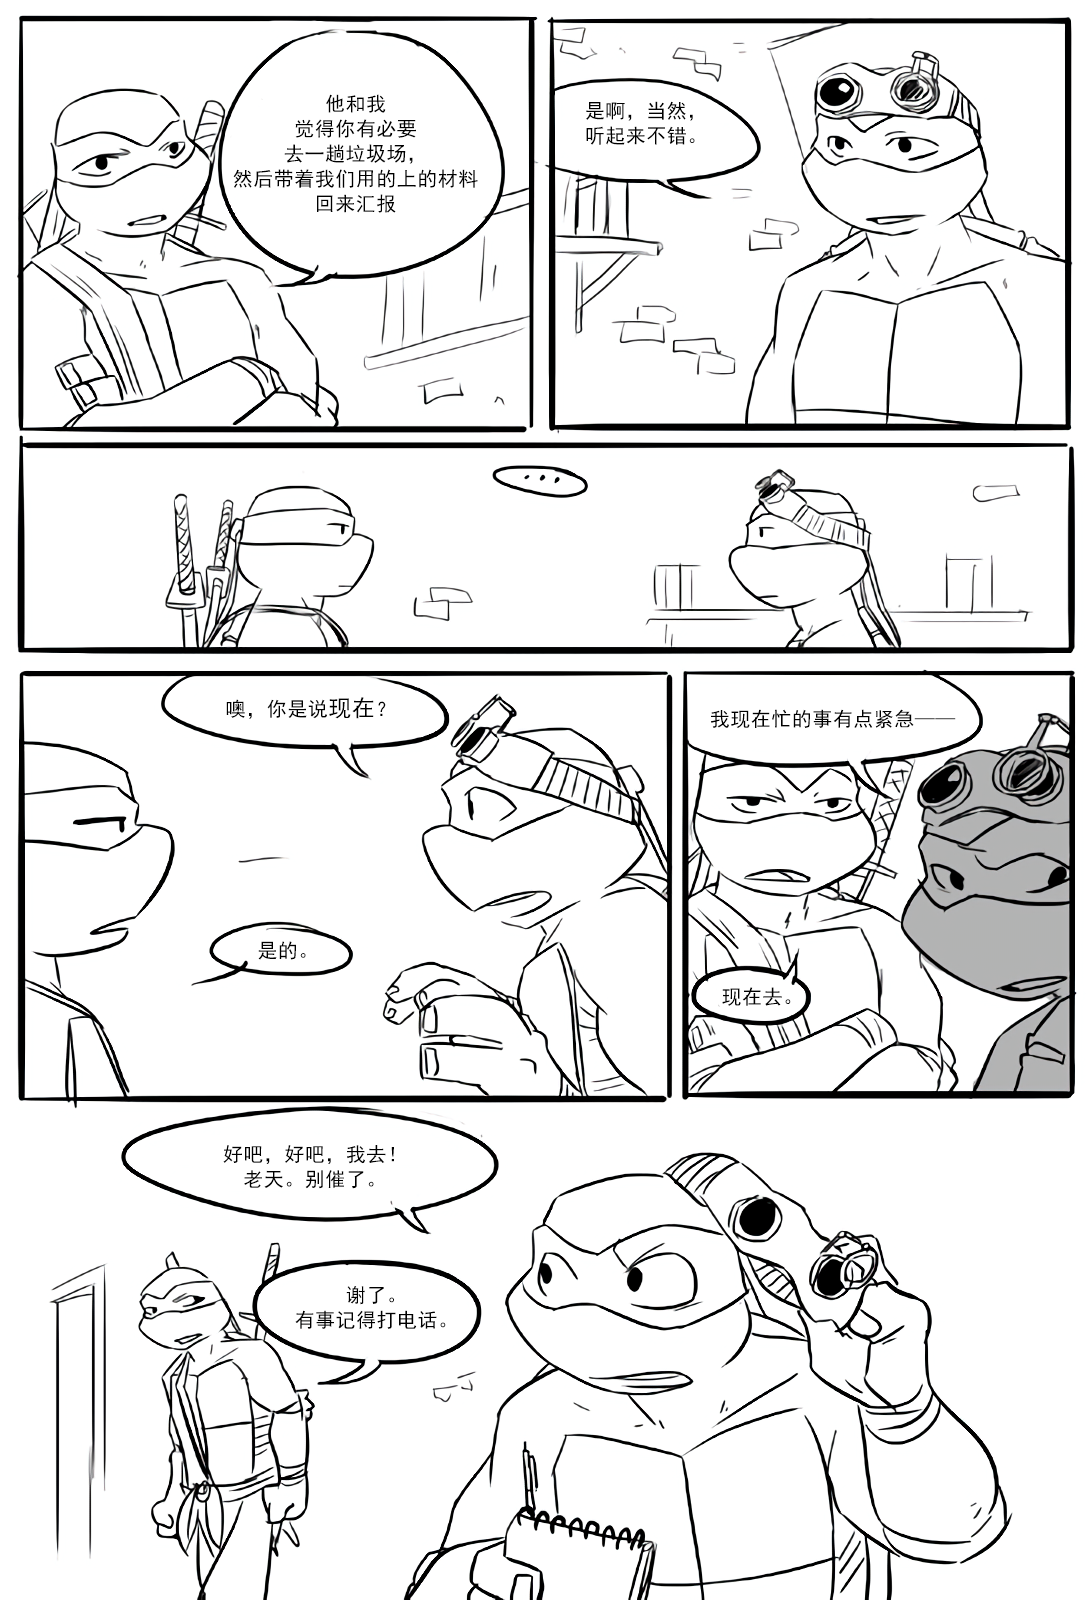 他和我
觉得你有必要
去一趟垃圾场，
然后带着我们用的上的材料
回来汇报
是啊，当然，
听起来不错。
...
噢，你是说现在？
是的。
我现在忙的事有点紧急——
现在去。
好吧，好吧，我去！
老天。别催了。
谢了。
有事记得打电话。